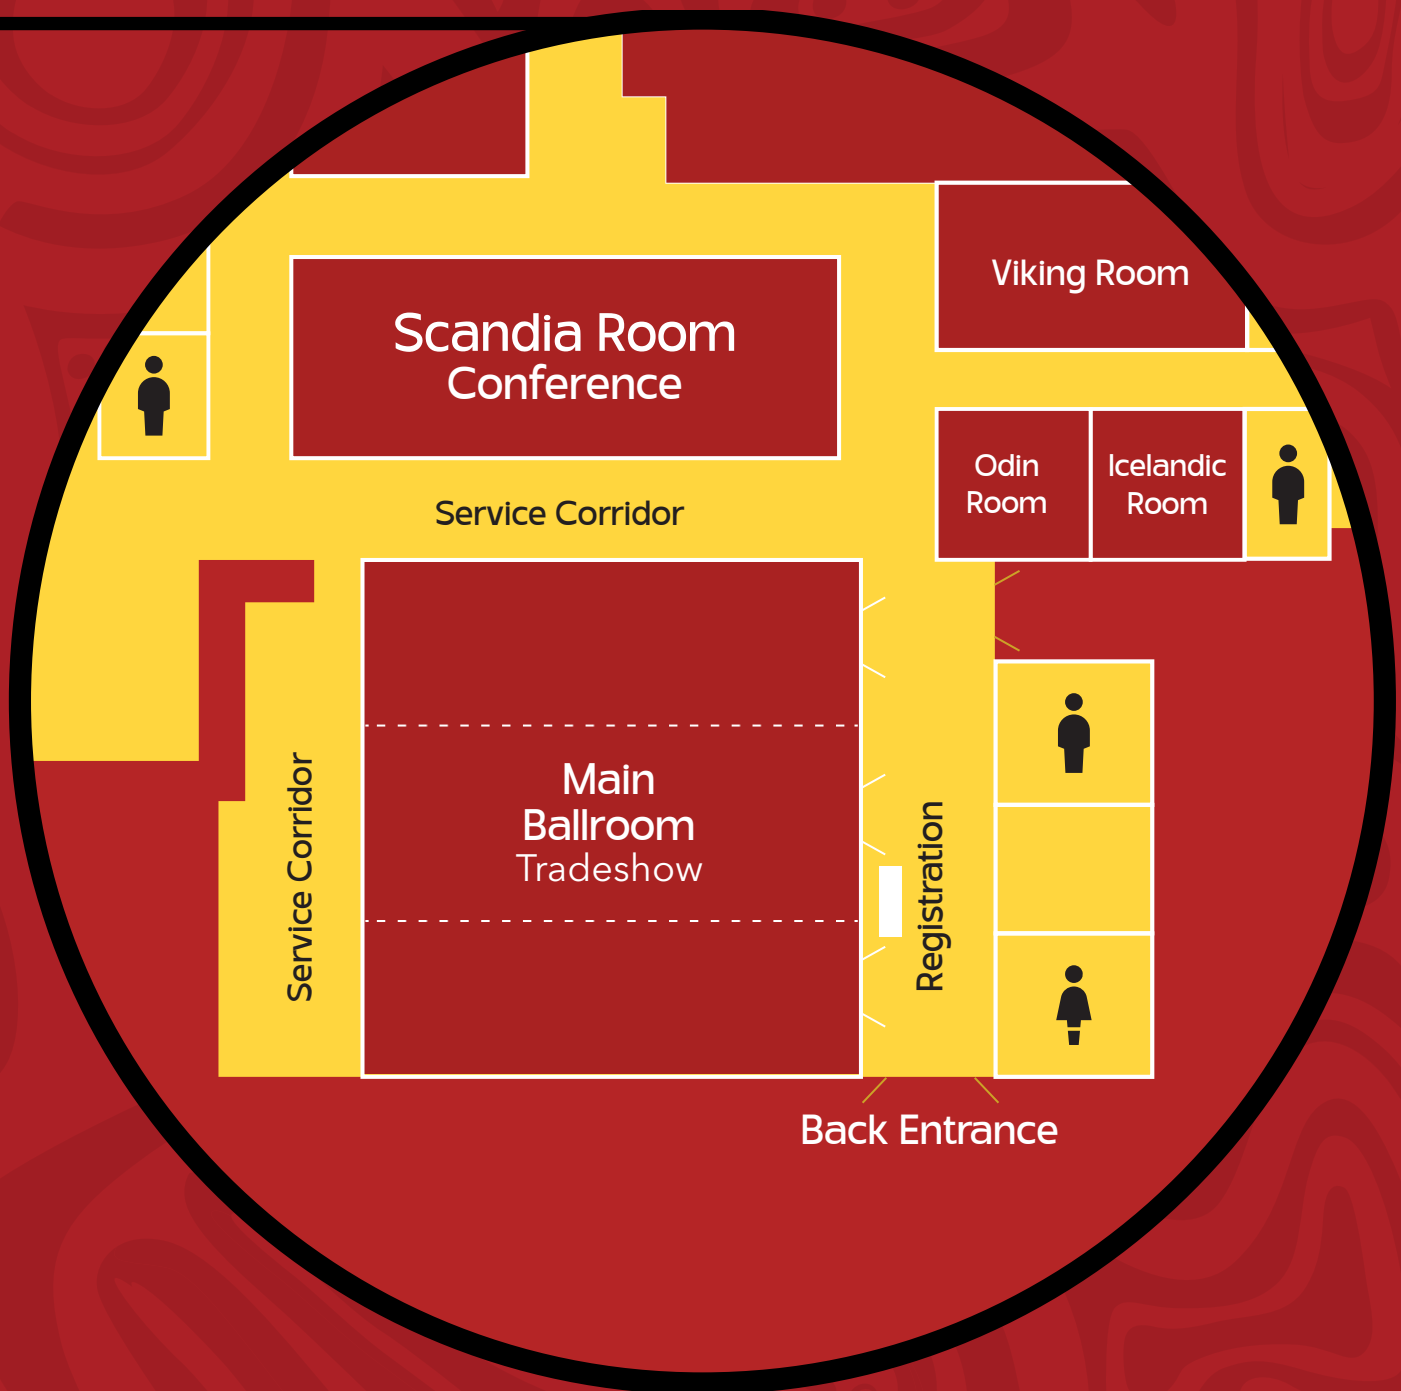 Viking Room
Scandia Room
Conference
Odin
Room
Icelandic
Room
Service Corridor
Service Corridor
Main
Ballroom
Tradeshow
Registration
Back Entrance